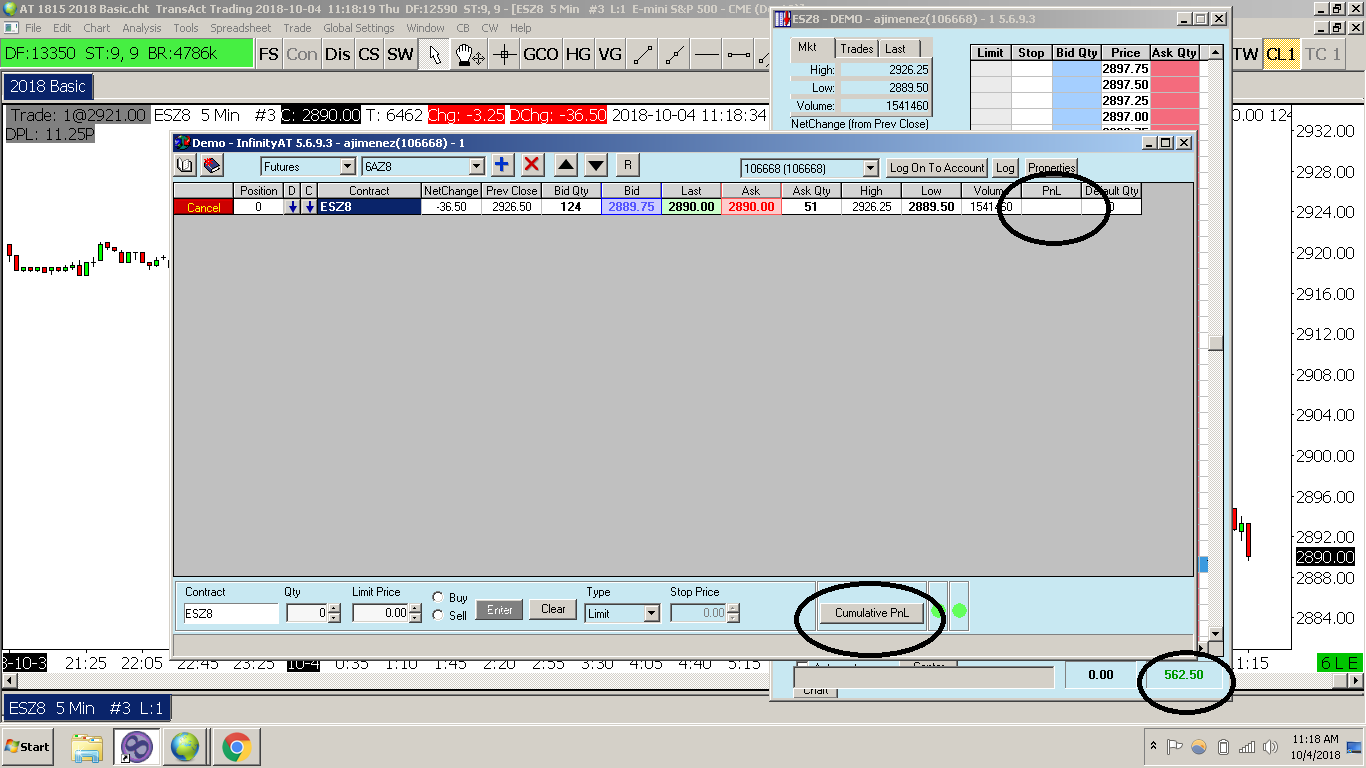 AT 1815 2018 Basic.cht TransAct Trading 2018-10-04 11:18:19 Thu DF:12590 ST:9, 9 - [ESZ8 5 Min #3 L:1 E-mini S&P 500 - CME
File Edit Chart Analysis Tools Spreadsheet Trade Global Settings Window CB CW Help
DF:13350 ST:9, 9 BR:4786k FS Con Dis CS SW GCO HG VG TW CL1 TC 1
2018 Basic
Trade: 1@2921.00 ESZ8 5 Min #3 C: 2890.00 T: 6462 Chg: -3.25 DChg: -36.50 2018-10-04 11:18:34
DPL: 11.25P
ESZ8 - DEMO - ajimenez(106668) - 1 5.6.9.3
Mkt Trades Last
High: 2926.25
Low: 2889.50
Volume: 1541460
NetChange (from Prev Close)
Limit Stop Bid Qty Price Ask Qty
2897.75
2897.50
2897.25
2897.00
Demo - InfinityAT 5.6.9.3 - ajimenez(106668) - 1
Futures 6AZ8 R 106668 (106668) Log On To Account Log Properties
Position D C Contract NetChange Prev Close Bid Qty Bid Last Ask Ask Qty High Low Volume PnL Default Qty
Cancel 0 ESZ8 -36.50 2926.50 124 2889.75 2890.00 2890.00 51 2926.25 2889.50 1541460
Contract Qty Limit Price Buy Type Stop Price
ESZ8 0 0.00 Sell Enter Clear Limit 0.00 Cumulative PnL
2932.00
2928.00
2924.00
2920.00
2916.00
2912.00
2908.00
2904.00
2900.00
2896.00
2892.00
2890.00
2888.00
2884.00
21:25 22:05 22:45 23:25 10-4 0:35 1:10 1:45 2:20 2:55 3:30 4:05 4:40 5:15 11:15 6 L E
Chart 0.00 562.50
ESZ8 5 Min #3 L:1
Start 11:18 AM
10/4/2018